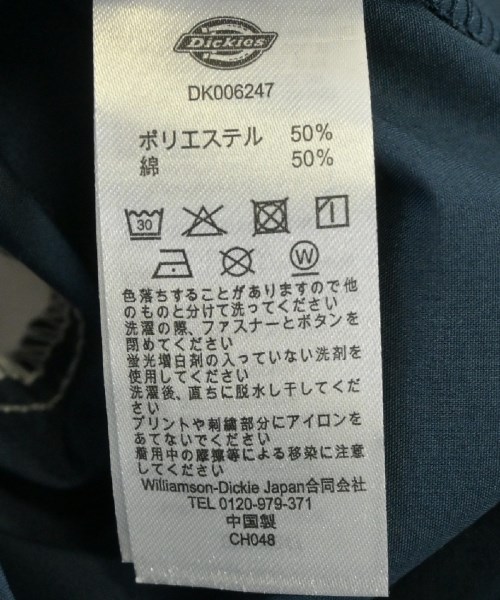 Dickies
DK006247
ポリエステル 50%
綿 50%
30
W
色落ちすることがありますので他
のものと分けて洗ってください
洗濯の際、ファスナーとボタンを
閉めてください
蛍光増白剤の入っていない洗剤を
使用してください
洗濯後、直ちに脱水し干してくだ
さい
プリントや刺繍部分にアイロンを
あてないでください
着用中の摩擦等による移染に注意
してください
Williamson-Dickie Japan合同会社
TEL 0120-979-371
中国製
CH048